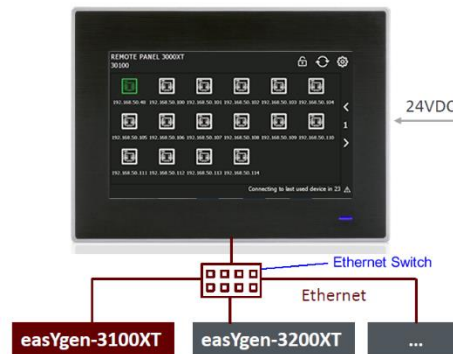 REMOTE PANEL 3000XT
30100
192.168.50.40 192.168.50.100 192.168.50.101 192.168.50.102 192.168.50.103 192.168.50.104
192.168.50.105 192.168.50.106 192.168.50.107 192.168.50.108 192.168.50.109 192.168.50.110
1
192.168.50.111 192.168.50.112 192.168.50.113 192.168.50.114
Connecting to last used device in 23
24VDC
Ethernet Switch
Ethernet
easYgen-3100XT
easYgen-3200XT
...